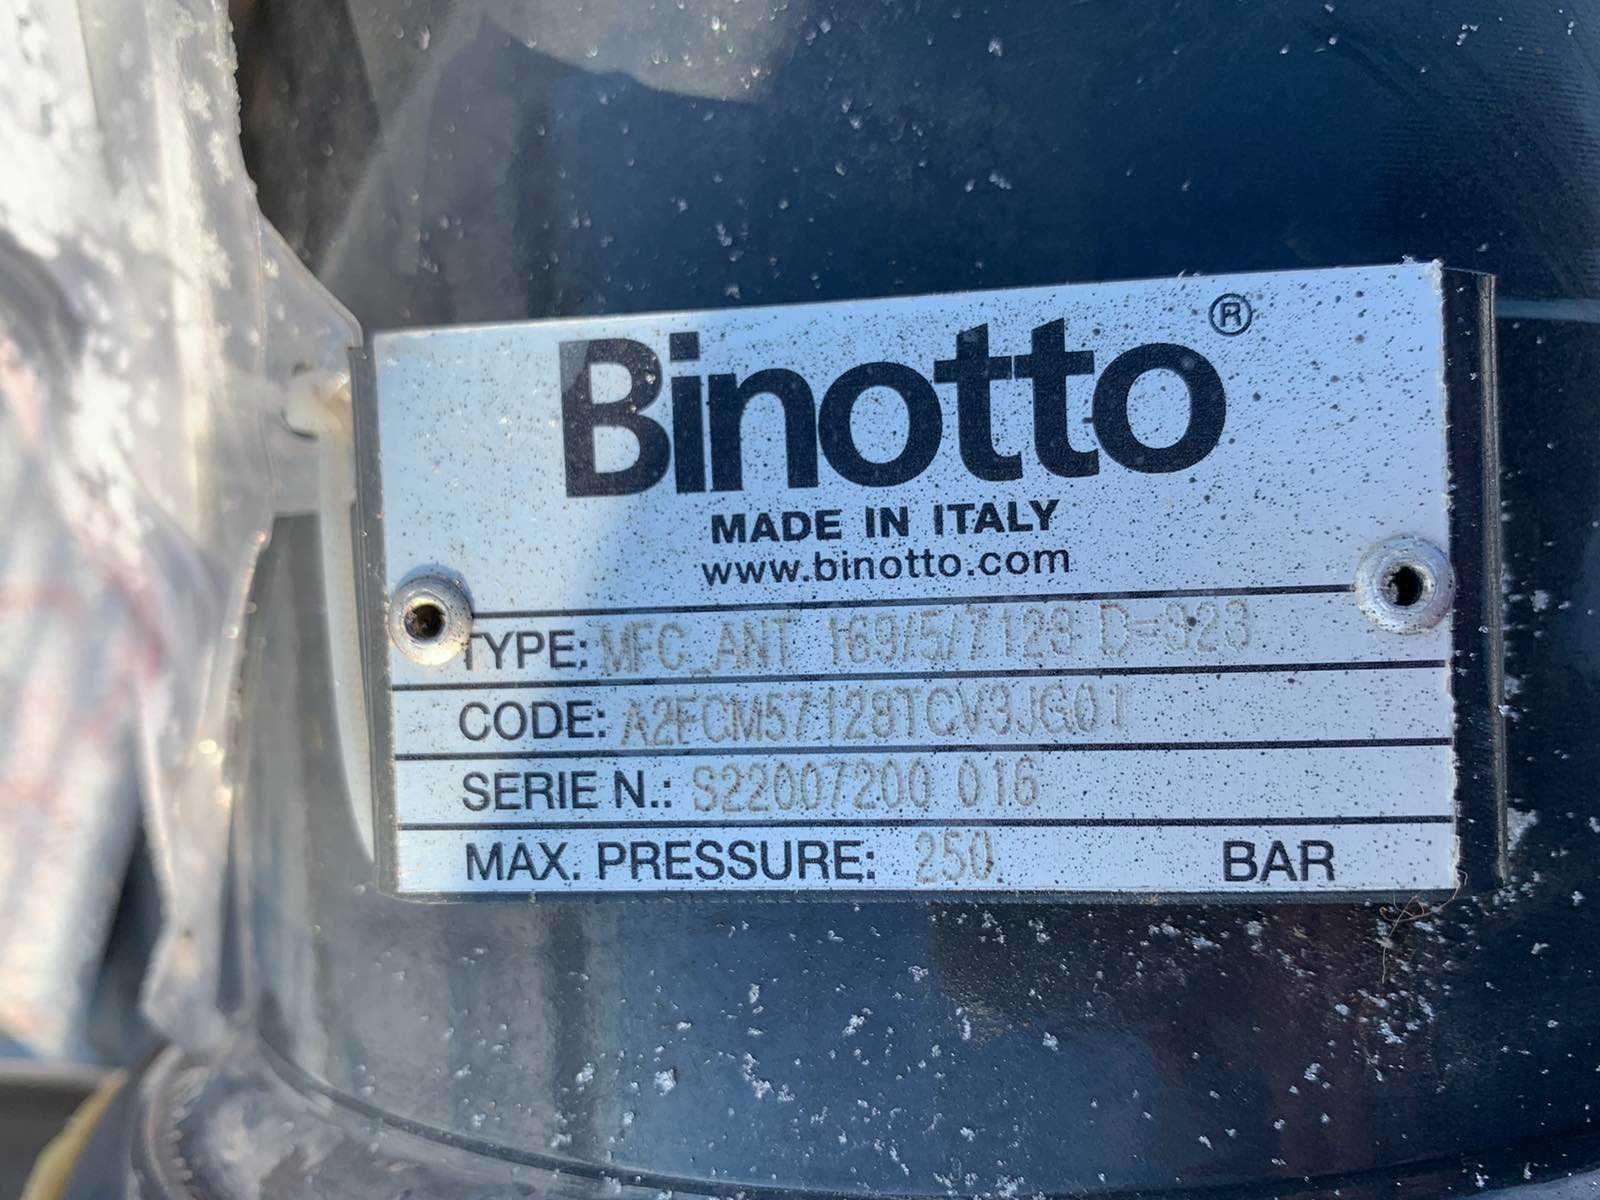 Binotto®
MADE IN ITALY
www.binotto.com
TYPE: MFC_ANT 169/5/7128 D=323
CODE: A2FCM57128TCV3JG01
SERIE N.: S22007200 016
MAX. PRESSURE: 250 BAR